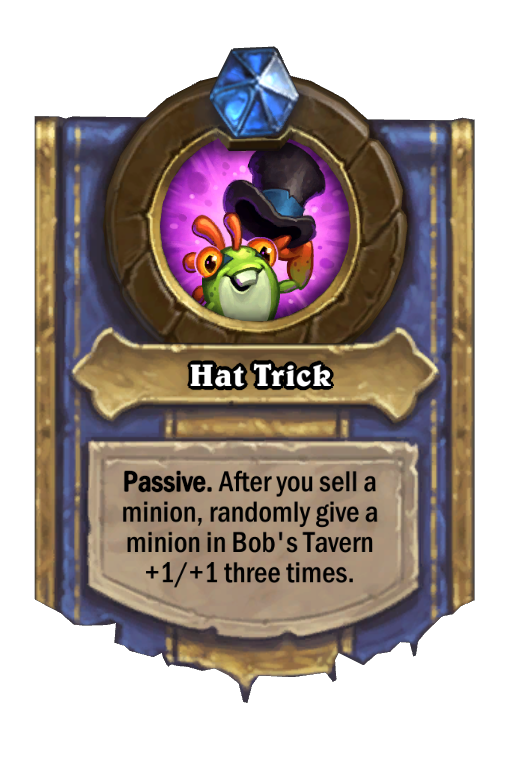 Hat Trick
Passive. After you sell a
minion, randomly give a
minion in Bob's Tavern
+1/+1 three times.